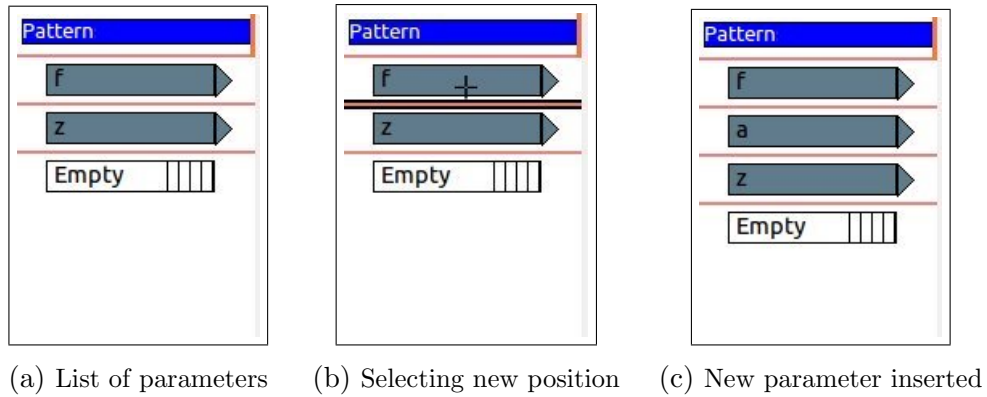 Pattern
f
z
Empty
(a) List of parameters
Pattern
f
z
Empty
(b) Selecting new position
Pattern
f
a
z
Empty
(c) New parameter inserted